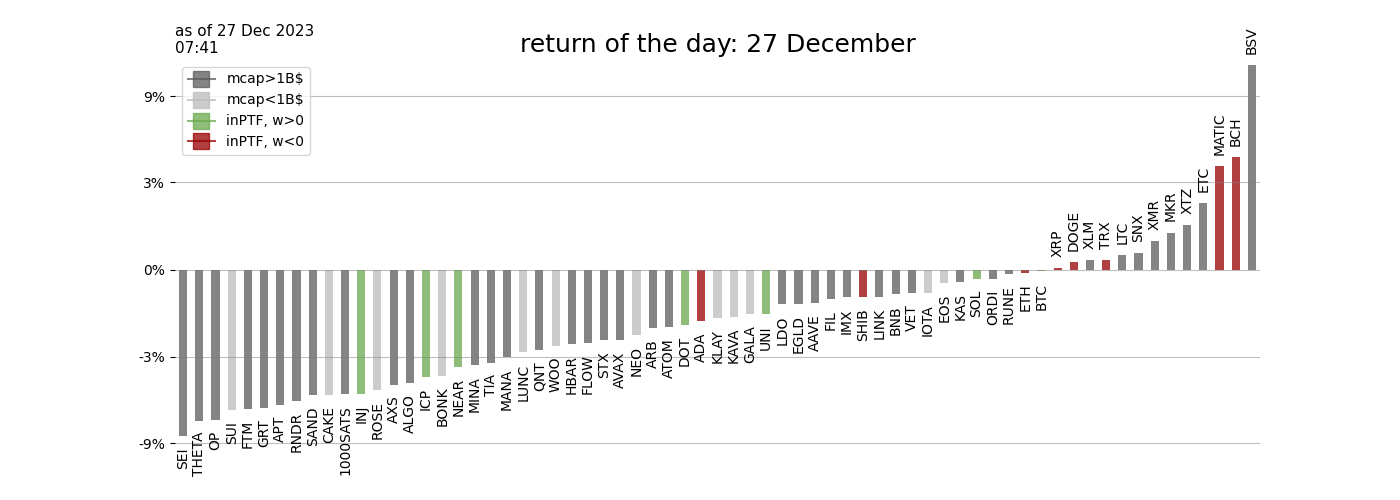 as of 27 Dec 2023
07:41
return of the day: 27 December
mcap>1B$
mcap<1B$
inPTF, w>0
inPTF, w<0
9%
3%
0%
-3%
-9%
SEI
THETA
OP
SUI
FTM
GRT
APT
RNDR
SAND
CAKE
1000SATS
INJ
ROSE
AXS
ALGO
ICP
BONK
NEAR
MINA
TIA
MANA
LUNC
QNT
WOO
HBAR
FLOW
STX
AVAX
NEO
ARB
ATOM
DOT
ADA
KLAY
KAVA
GALA
UNI
LDO
EGLD
AAVE
FIL
IMX
SHIB
LINK
BNB
VET
IOTA
EOS
KAS
SOL
ORDI
RUNE
ETH
BTC
XRP
DOGE
XLM
TRX
LTC
SNX
XMR
MKR
XTZ
ETC
MATIC
BCH
BSV